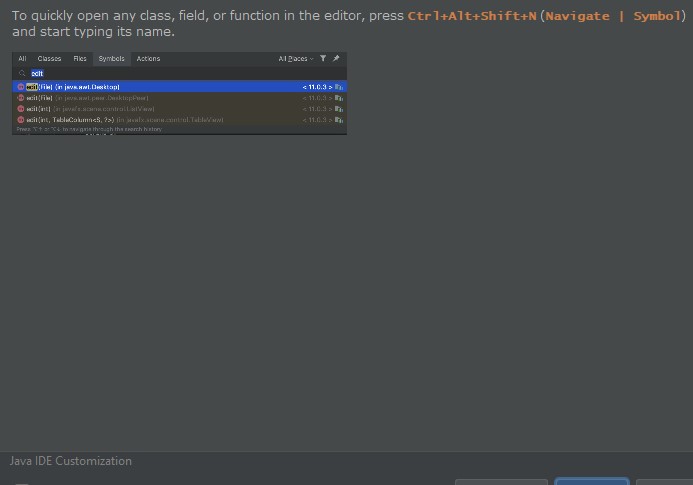 To quickly open any class, field, or function in the editor, press Ctrl+Alt+Shift+N (Navigate | Symbol)
and start typing its name.
All Classes Files Symbols Actions All Places
edit
edit(File) (in java.awt.Desktop) < 11.0.3 >
edit(File) (in java.awt.peer.DesktopPeer) < 11.0.3 >
edit(int) (in javafx.scene.control.ListView) < 11.0.3 >
edit(int, TableColumn<S, ?>) (in javafx.scene.control.TableView) < 11.0.3 >
Press ⌥↑ or ⌥↓ to navigate through the search history
Java IDE Customization